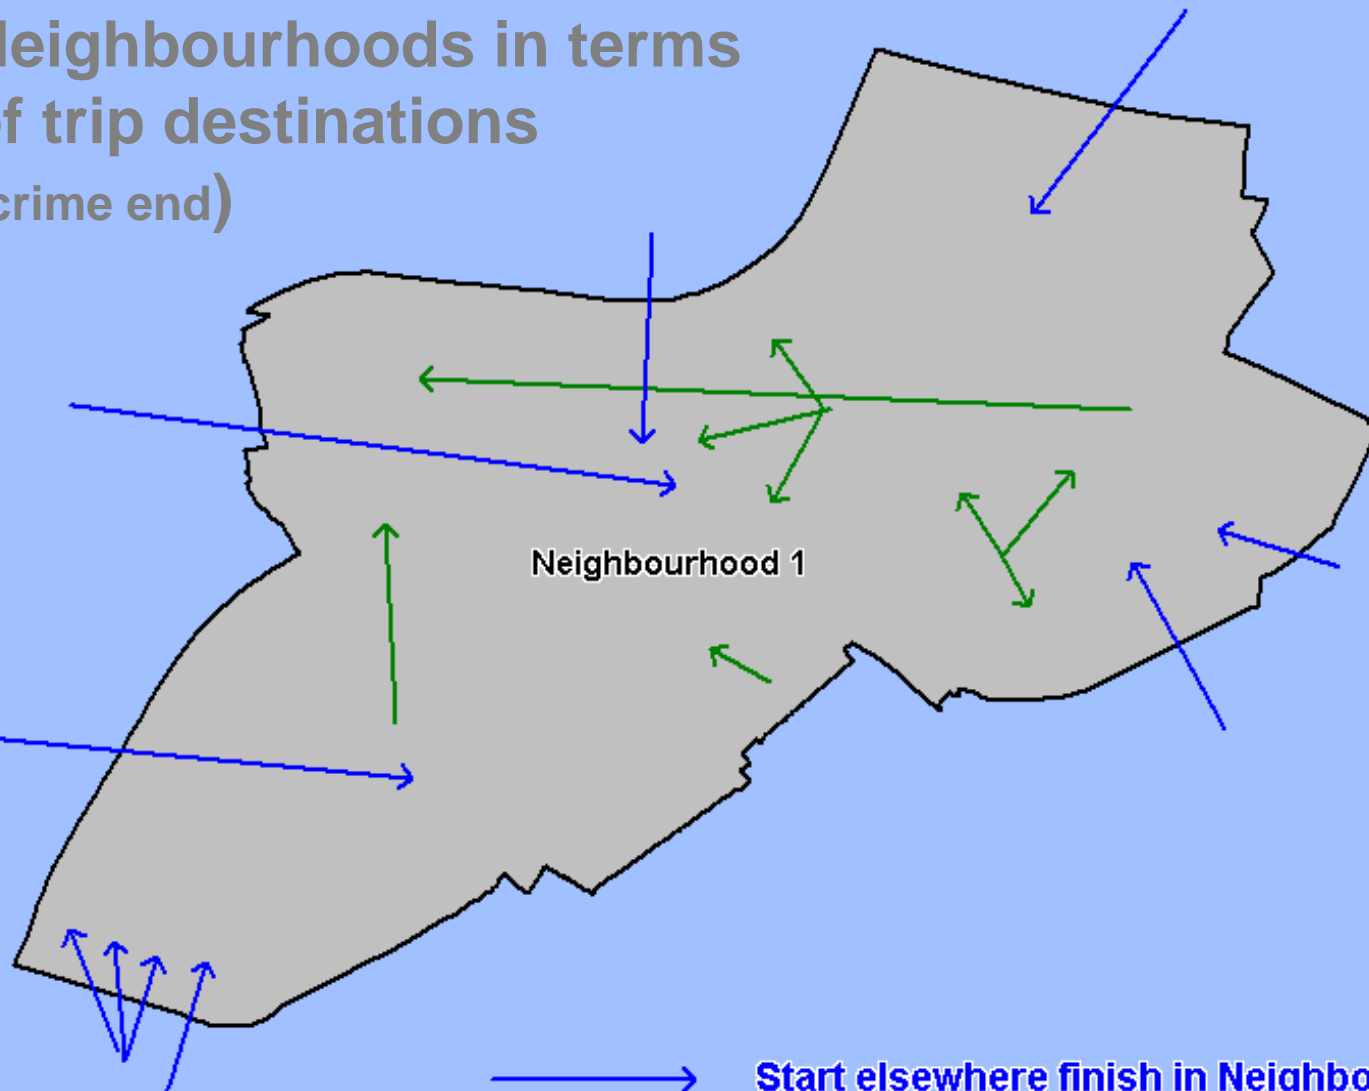 leighbourhoods in terms
f trip destinations
crime end)
Neighbourhood 1
Start elsewhere finish in Neighbo